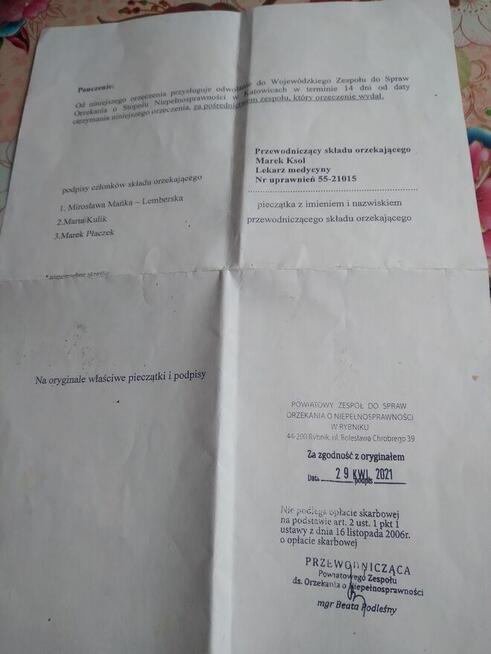 Pouczenie:
Od niniejszego orzeczenia przysługuje odwołanie do Wojewódzkiego Zespołu do Spraw
Orzekania o Stopniu Niepełnosprawności w Katowicach w terminie 14 dni od daty
otrzymania niniejszego orzeczenia, za pośrednictwem zespołu, który orzeczenie wydał.
Przewodniczący składu orzekającego
Marek Ksol
Lekarz medycyny
Nr uprawnień 55-21015
pieczątka z imieniem i nazwiskiem
przewodniczącego składu orzekającego
podpisy członków składu orzekającego
1. Mirosława Mańka – Lemberska
2.Marta Kulik
3.Marek Płaczek
Na oryginale właściwe pieczątki i podpisy
POWIATOWY ZESPÓŁ DO SPRAW
ORZEKANIA O NIEPEŁNOSPRAWNOŚCI
W RYBNIKU
44-200 Rybnik, ul. Bolesława Chrobrego 39
Za zgodność z oryginałem
Data 29 KWI. 2021
podpis
Nie podlega opłacie skarbowej
na podstawie art. 2 ust. 1 pkt 1
ustawy z dnia 16 listopada 2006r.
o opłacie skarbowej
PRZEWODNICZĄCA
Powiatowego Zespołu
ds. Orzekania o Niepełnosprawności
mgr Beata Podleśny